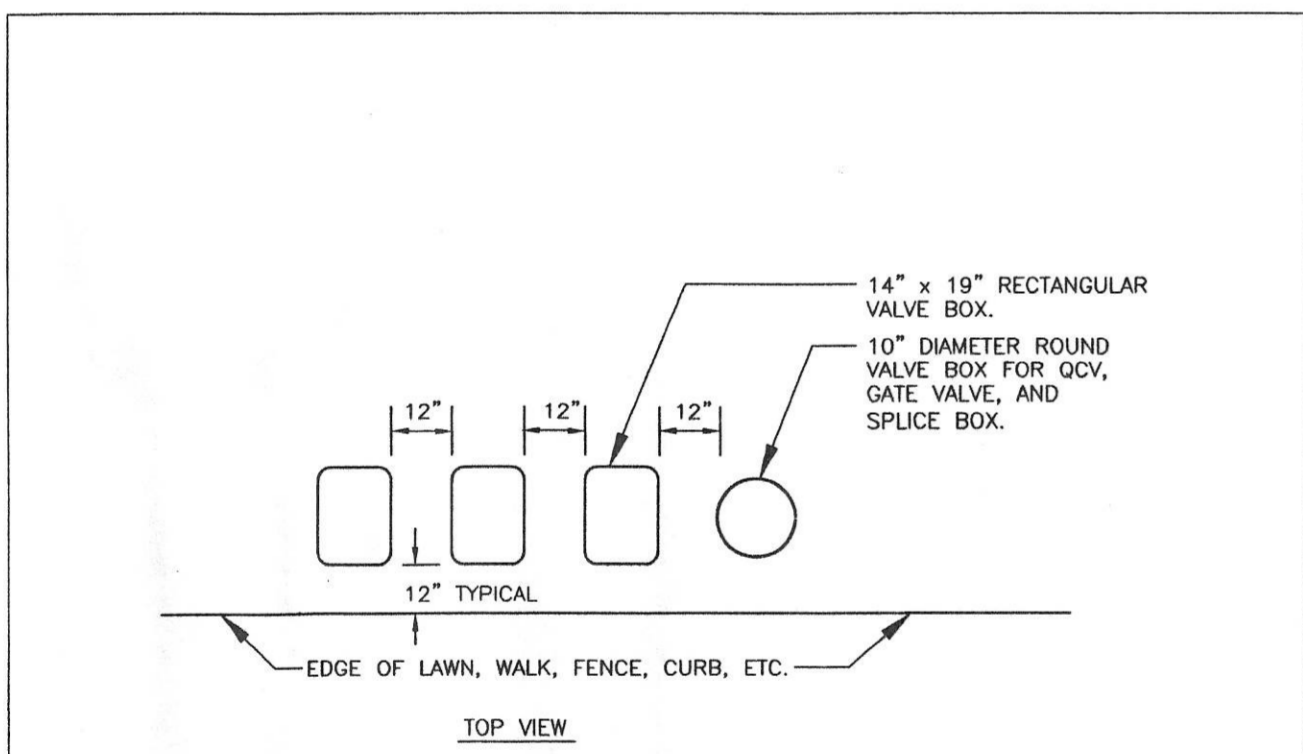 14" x 19" RECTANGULAR
VALVE BOX.
10" DIAMETER ROUND
VALVE BOX FOR QCV,
GATE VALVE, AND
SPLICE BOX.
12" 12" 12"
12" TYPICAL
EDGE OF LAWN, WALK, FENCE, CURB, ETC.
TOP VIEW